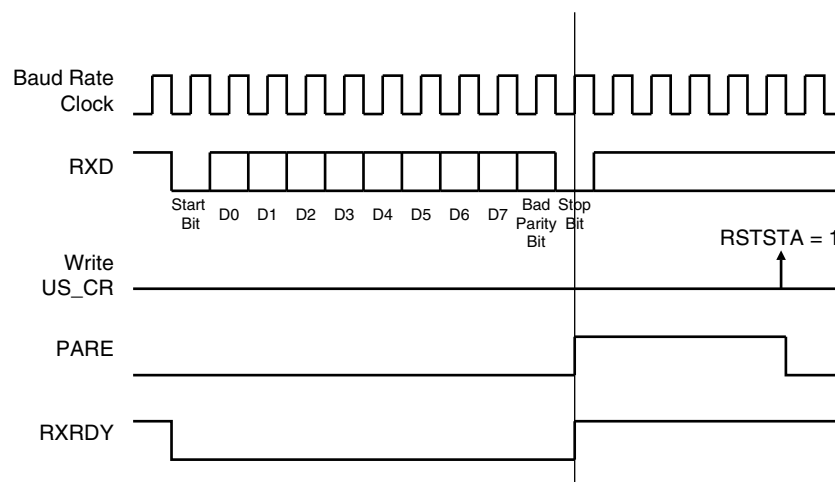 Baud Rate
Clock
RXD
Start
Bit
D0 D1 D2 D3 D4 D5 D6 D7
Bad
Parity
Bit
Stop
Bit
RSTSTA = 1
Write
US_CR
PARE
RXRDY